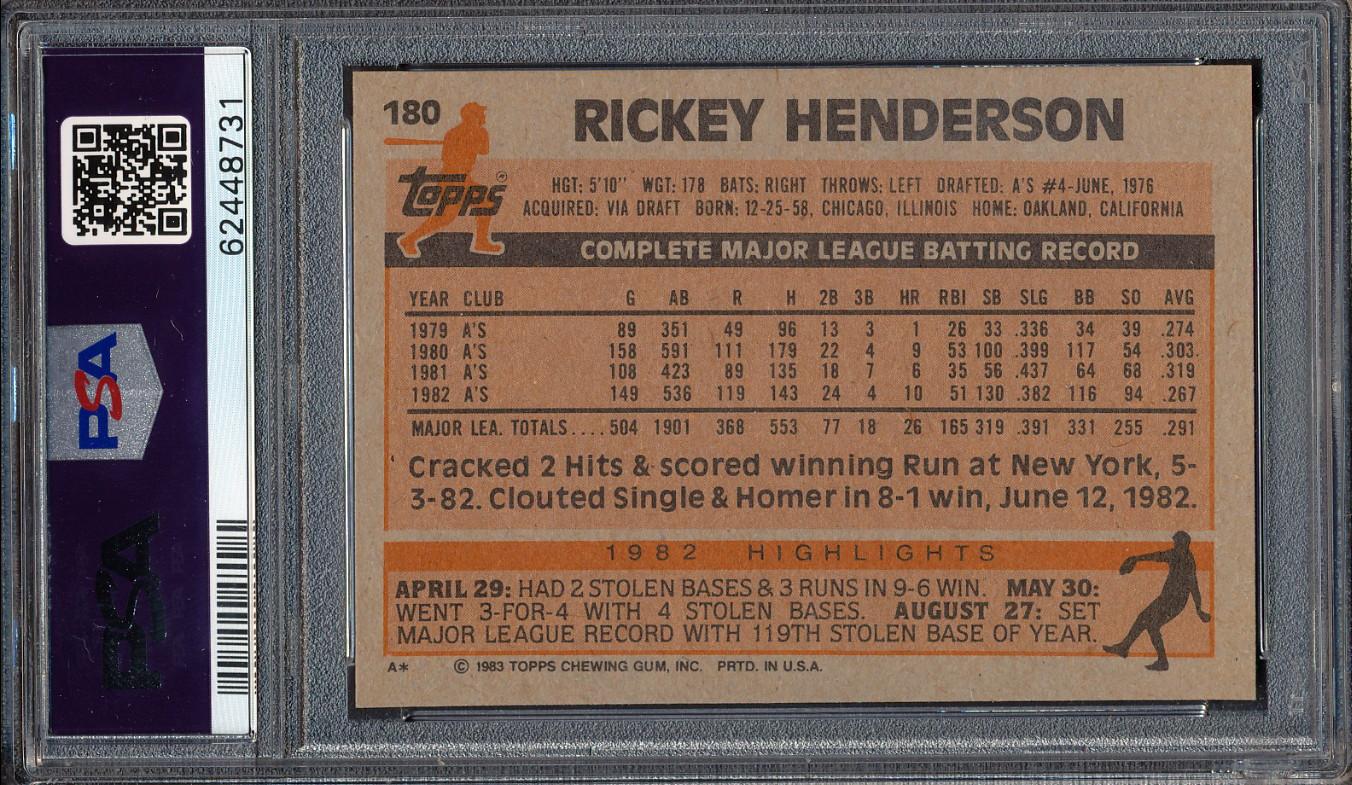 62448731
PSA
PSA
180
RICKEY HENDERSON
topps®
HGT: 5'10" WGT: 178 BATS: RIGHT THROWS: LEFT DRAFTED: A'S #4-JUNE, 1976
ACQUIRED: VIA DRAFT BORN: 12-25-58, CHICAGO, ILLINOIS HOME: OAKLAND, CALIFORNIA
COMPLETE MAJOR LEAGUE BATTING RECORD
YEAR CLUB G AB R H 2B 3B HR RBI SB SLG BB SO AVG
1979 A'S 89 351 49 96 13 3 1 26 33 .336 34 39 .274
1980 A'S 158 591 111 179 22 4 9 53 100 .399 117 54 .303
1981 A'S 108 423 89 135 18 7 6 35 56 .437 64 68 .319
1982 A'S 149 536 119 143 24 4 10 51 130 .382 116 94 .267
MAJOR LEA. TOTALS....504 1901 368 553 77 18 26 165 319 .391 331 255 .291
Cracked 2 Hits & scored winning Run at New York, 5-
3-82. Clouted Single & Homer in 8-1 win, June 12, 1982.
1982 HIGHLIGHTS
APRIL 29: HAD 2 STOLEN BASES & 3 RUNS IN 9-6 WIN. MAY 30:
WENT 3-FOR-4 WITH 4 STOLEN BASES. AUGUST 27: SET
MAJOR LEAGUE RECORD WITH 119TH STOLEN BASE OF YEAR.
A* © 1983 TOPPS CHEWING GUM, INC. PRTD. IN U.S.A.